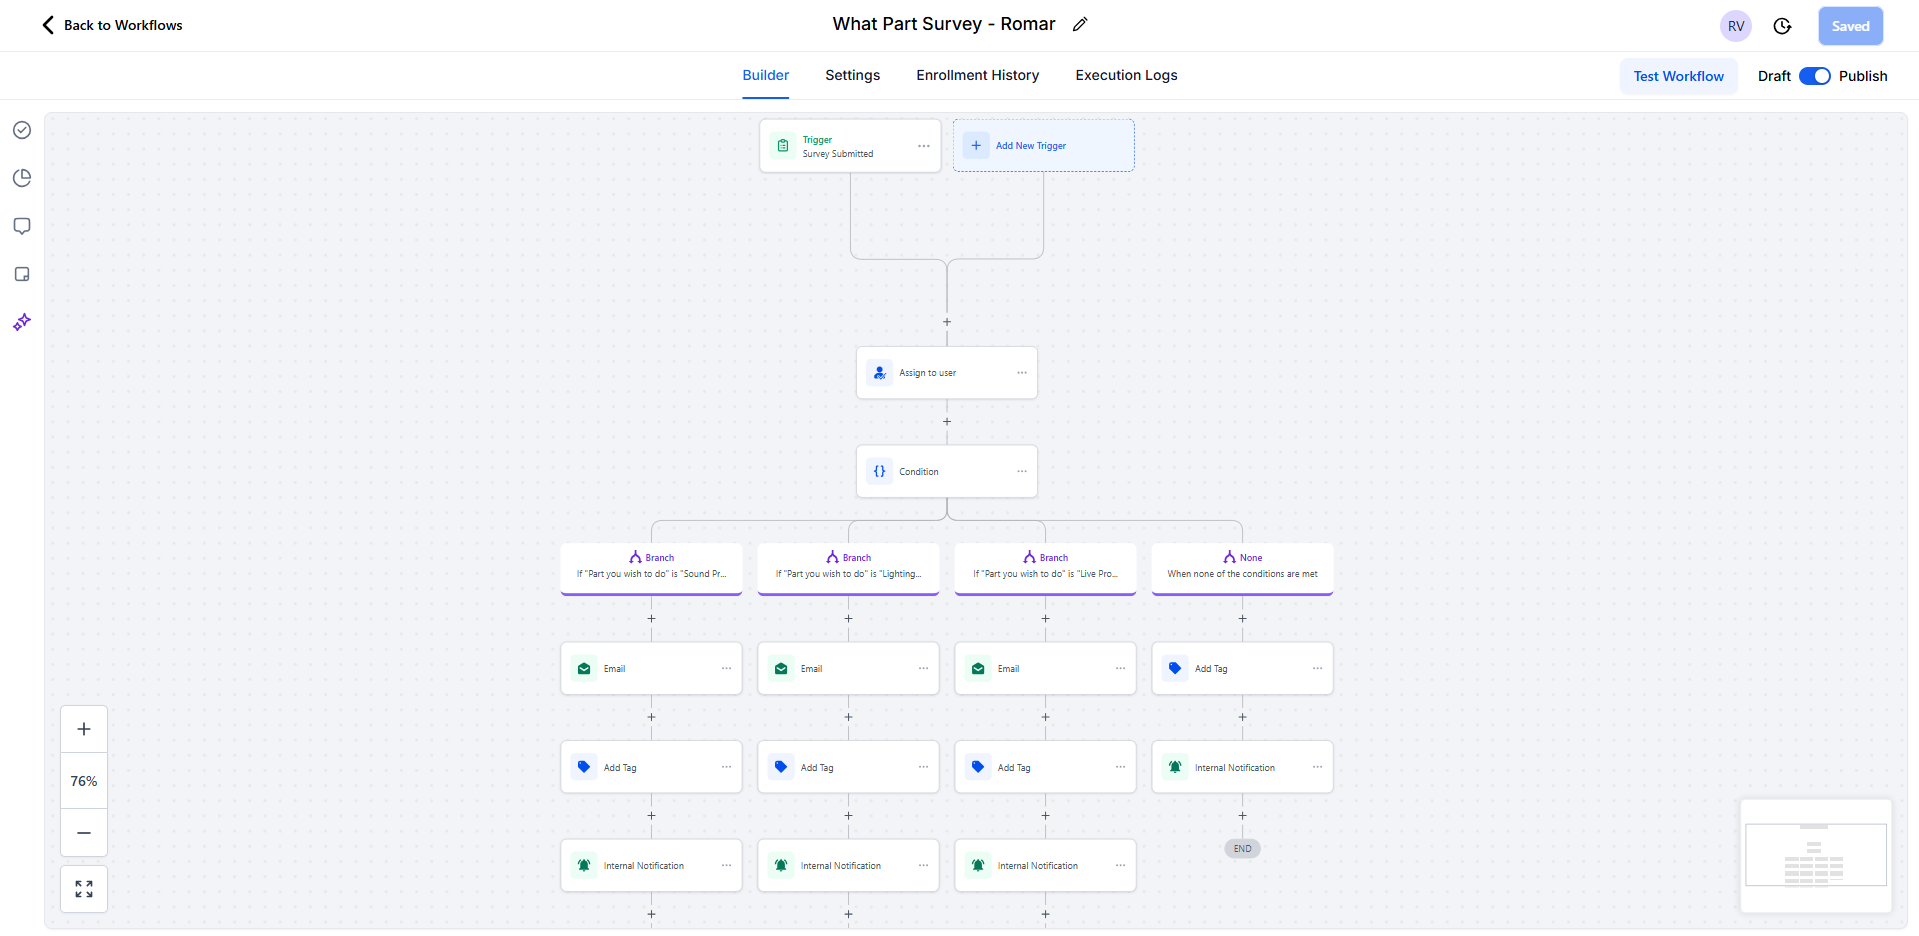 Back to Workflows
What Part Survey - Romar
RV
Saved
Builder
Settings
Enrollment History
Execution Logs
Test Workflow
Draft
Publish
Trigger
Survey Submitted
Add New Trigger
Assign to user
Condition
Branch
If "Part you wish to do" is "Sound Pr...
Branch
If "Part you wish to do" is "Lighting...
Branch
If "Part you wish to do" is "Live Pro...
None
When none of the conditions are met
Email
Email
Email
Add Tag
76%
Add Tag
Add Tag
Add Tag
Internal Notification
Internal Notification
Internal Notification
Internal Notification
END